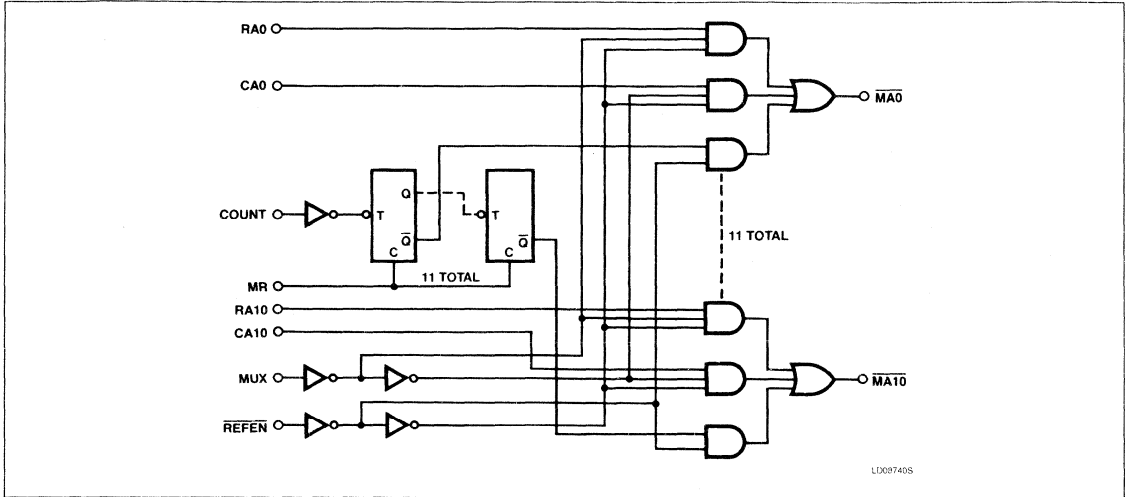 RA0
CA0
MA0
COUNT
T
Q
Q
C
T
Q
C
11 TOTAL
11 TOTAL
MR
RA10
CA10
MUX
MA10
REFEN
LD09740S